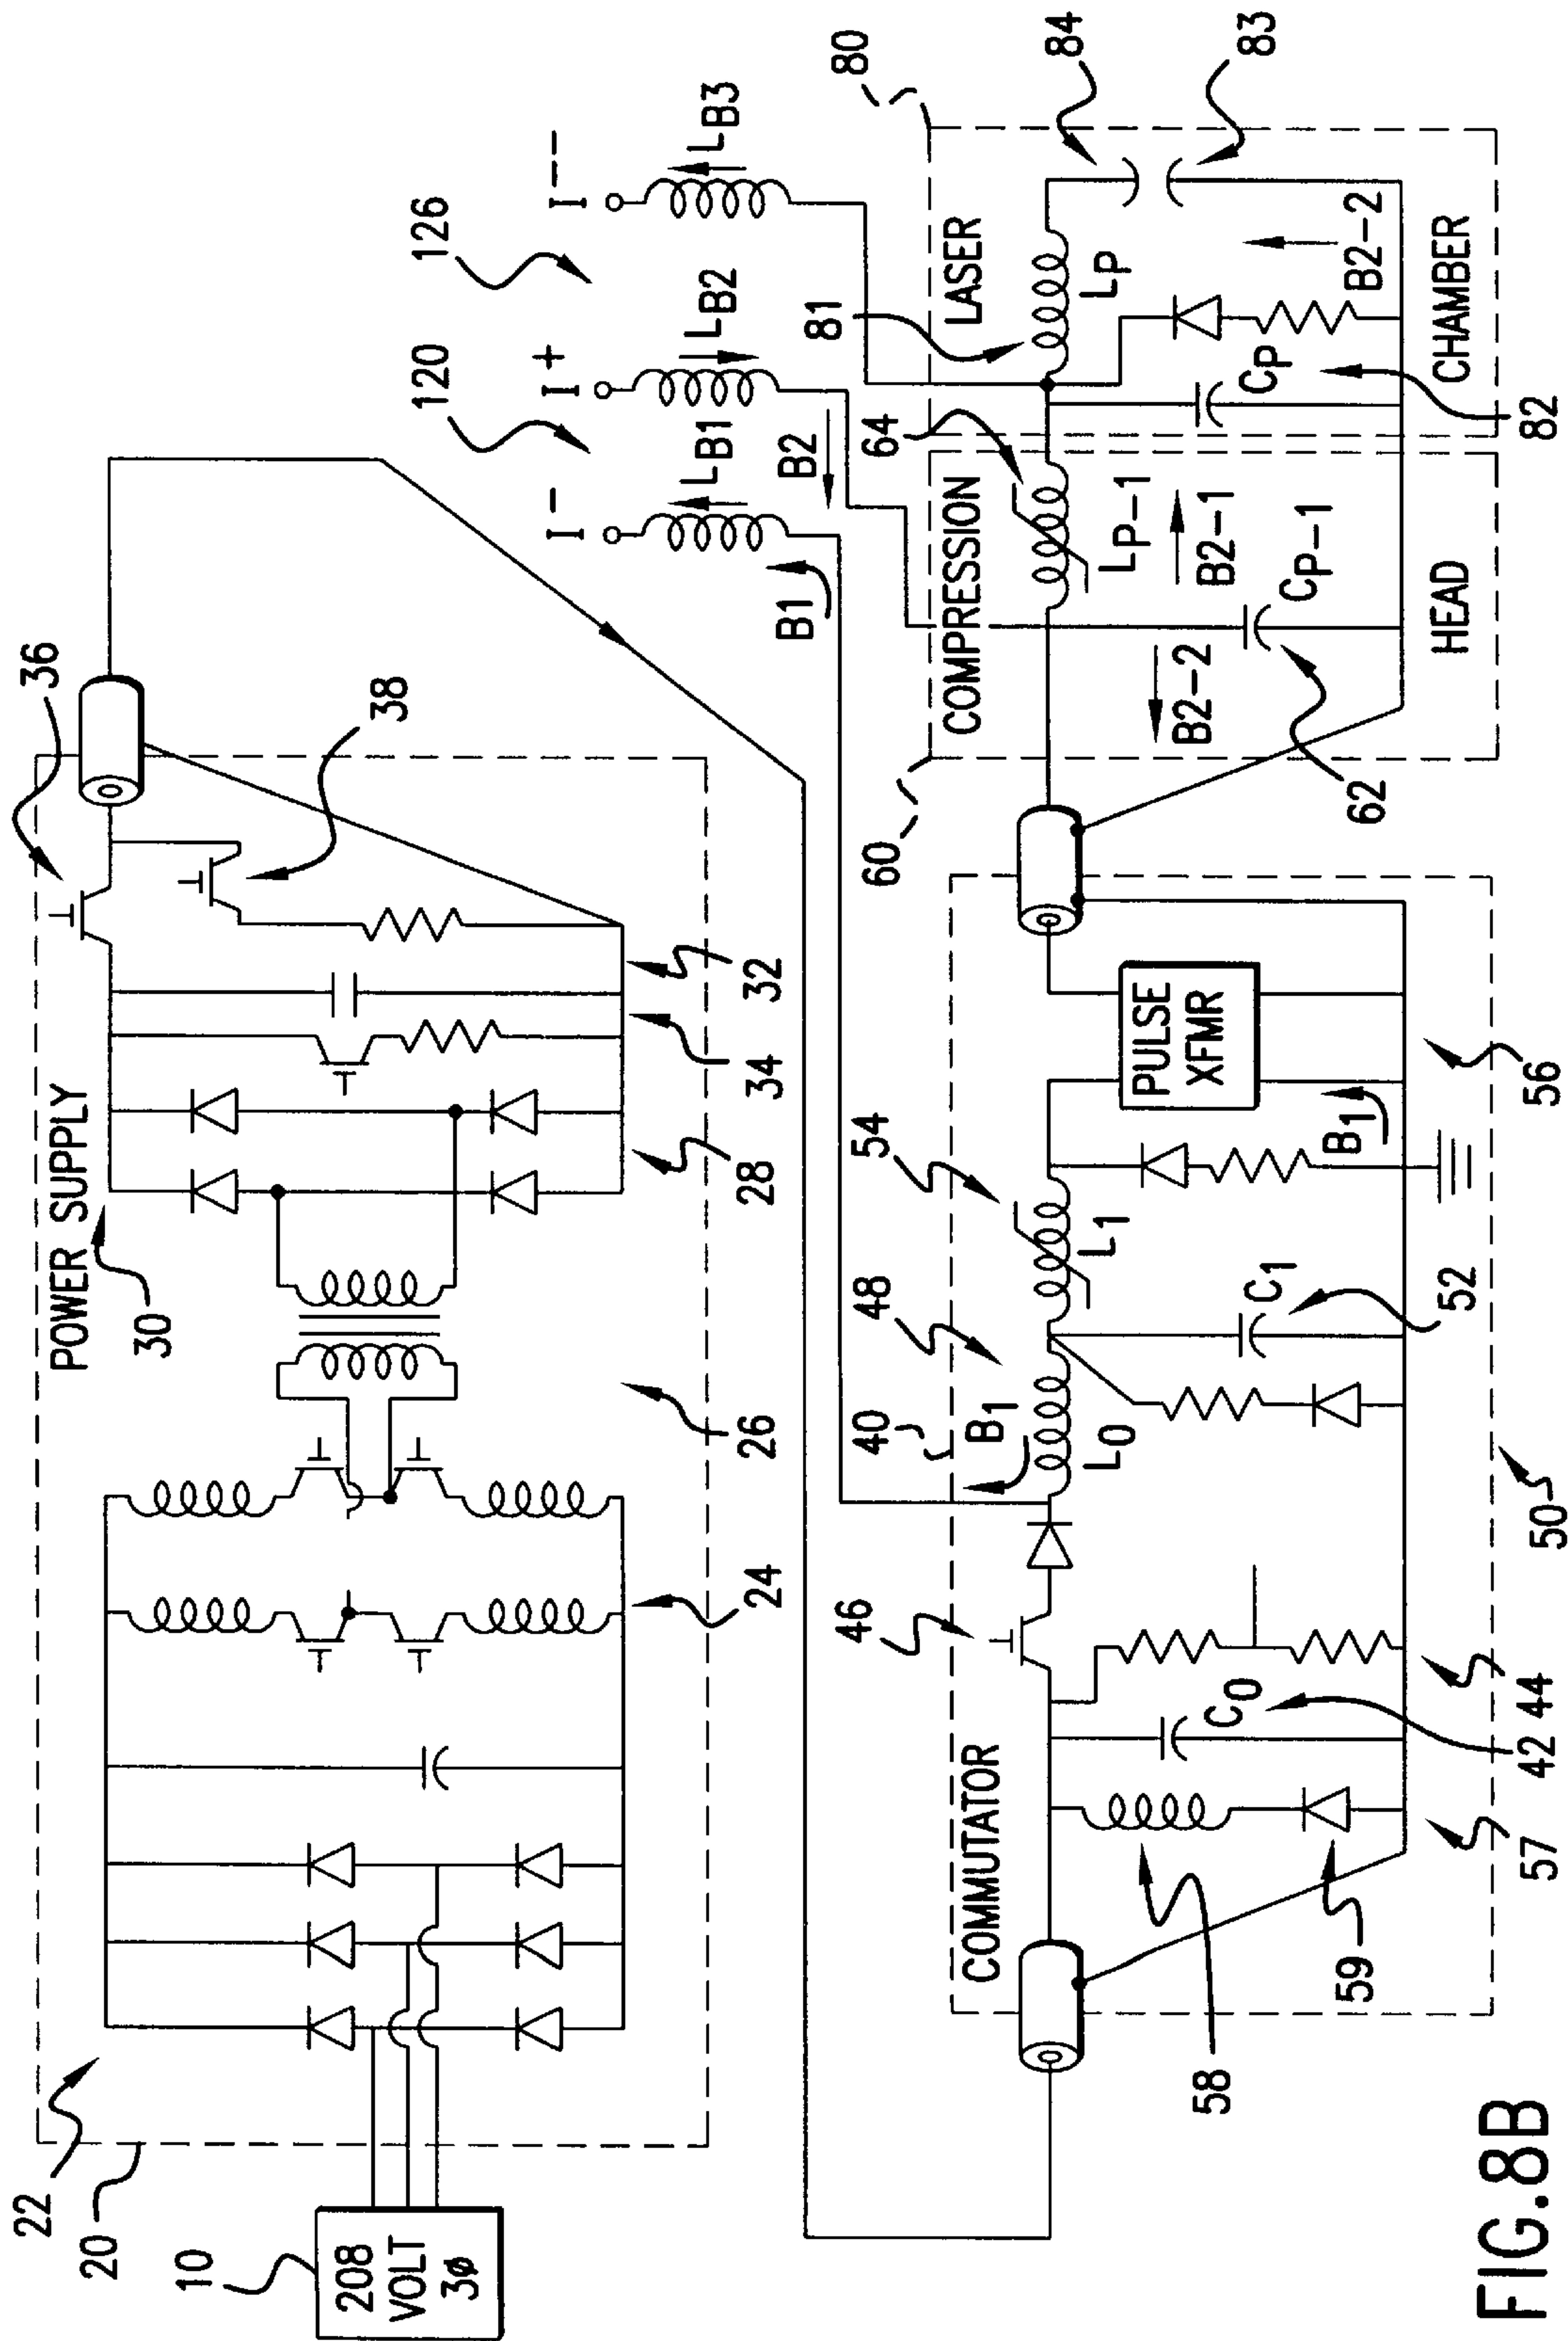 22
20
10
208
VOLT
3ø
POWER SUPPLY
30
24
26
28
34
32
36
38
120
126
I-
I+
I--
LB1
LB2
LB3
B1
B2
COMMUTATOR
40
46
48
54
B1
L0
L1
C0
C1
PULSE
XFMR
B1
58
59
57
42
44
50
52
56
60
COMPRESSION
HEAD
64
LP-1
B2-1
B2-2
CP-1
62
80
LASER
CHAMBER
81
LP
CP
B2-2
82
84
83
FIG.8B